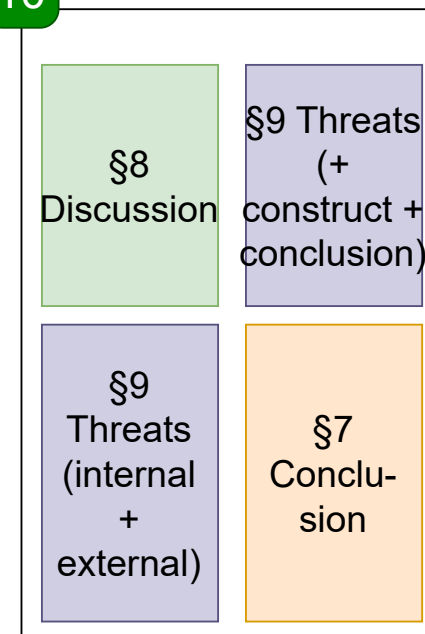 §8
Discussion
§9 Threats
(+
construct +
conclusion)
§9
Threats
(internal
+
external)
§7
Conclu-
sion